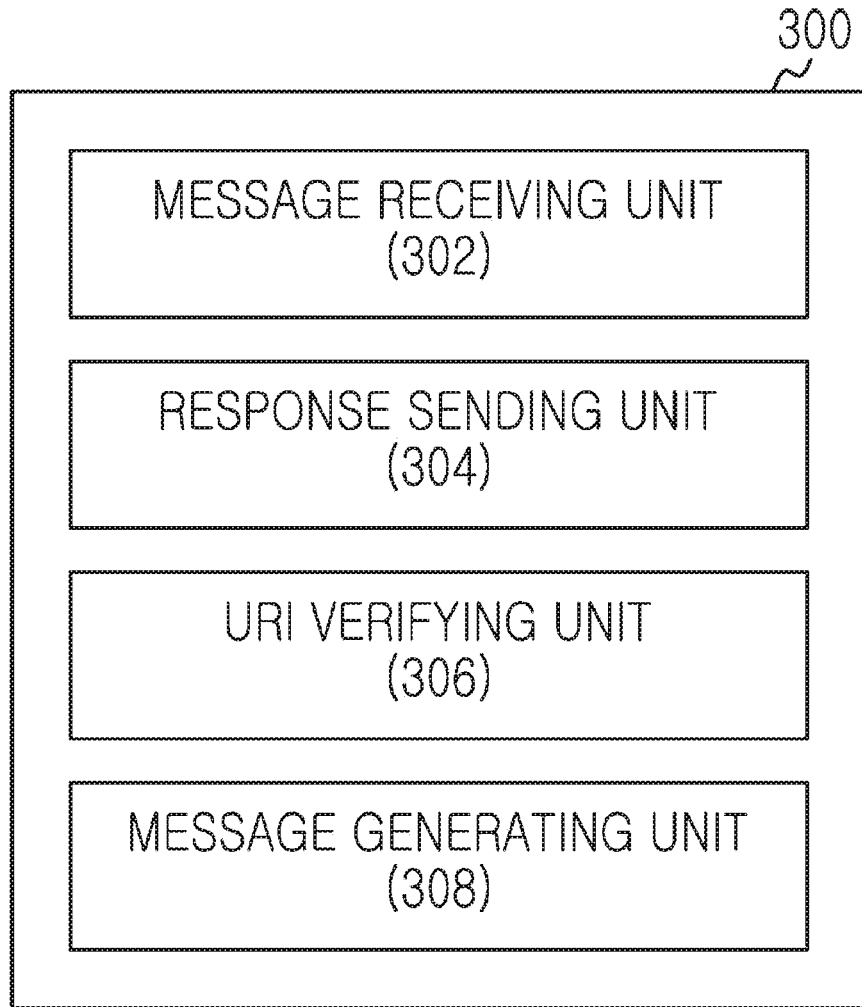 300
MESSAGE RECEIVING UNIT
(302)
RESPONSE SENDING UNIT
(304)
URI VERIFYING UNIT
(306)
MESSAGE GENERATING UNIT
(308)